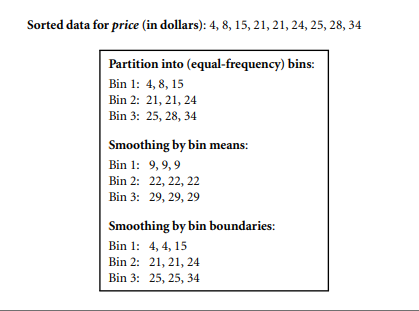 Sorted data for price (in dollars): 4, 8, 15, 21, 21, 24, 25, 28, 34
Partition into (equal-frequency) bins:
Bin 1: 4, 8, 15
Bin 2: 21, 21, 24
Bin 3: 25, 28, 34
Smoothing by bin means:
Bin 1: 9, 9, 9
Bin 2: 22, 22, 22
Bin 3: 29, 29, 29
Smoothing by bin boundaries:
Bin 1: 4, 4, 15
Bin 2: 21, 21, 24
Bin 3: 25, 25, 34